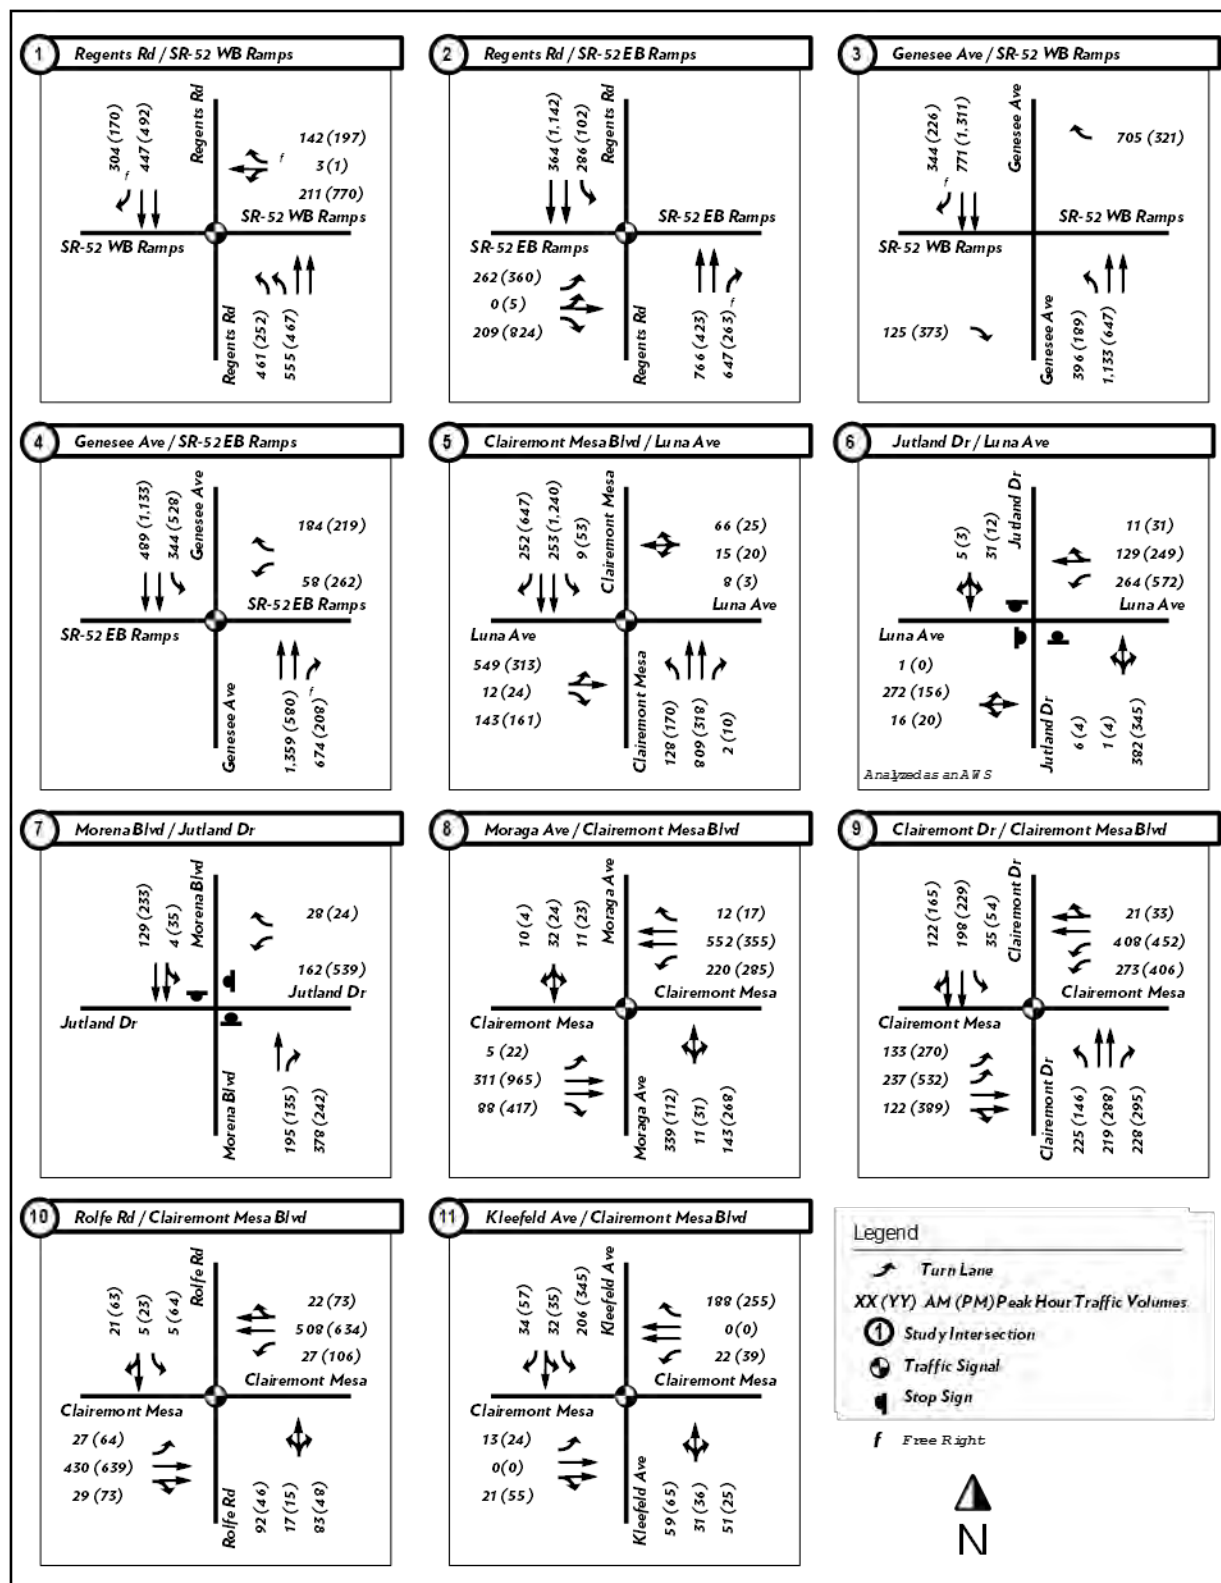 1 Regents Rd / SR-52 WB Ramps
304 (170)
447 (492)
Regents Rd
142 (197)
3 (1)
211 (770)
f
f
SR-52 WB Ramps
SR-52 WB Ramps
Regents Rd
461 (252)
555 (467)
2 Regents Rd / SR-52 EB Ramps
364 (1,142)
286 (102)
Regents Rd
SR-52 EB Ramps
SR-52 EB Ramps
262 (360)
0 (5)
209 (824)
Regents Rd
766 (423)
647 (263)
f
3 Genesee Ave / SR-52 WB Ramps
344 (226)
771 (1,311)
Genesee Ave
705 (321)
f
SR-52 WB Ramps
SR-52 WB Ramps
125 (373)
Genesee Ave
396 (189)
1,133 (647)
4 Genesee Ave / SR-52 EB Ramps
489 (1,133)
344 (528)
Genesee Ave
184 (219)
58 (262)
SR-52 EB Ramps
SR-52 EB Ramps
Genesee Ave
1,359 (580)
674 (208)
f
5 Clairemont Mesa Blvd / Luna Ave
252 (647)
253 (1,240)
9 (53)
Clairemont Mesa
66 (25)
15 (20)
8 (3)
Luna Ave
Luna Ave
549 (313)
12 (24)
143 (161)
Clairemont Mesa
128 (170)
809 (318)
2 (10)
6 Jutland Dr / Luna Ave
5 (3)
31 (12)
Jutland Dr
11 (31)
129 (249)
264 (572)
Luna Ave
Luna Ave
1 (0)
272 (156)
16 (20)
Jutland Dr
6 (4)
1 (4)
382 (345)
Analyzed as an AWS
7 Morena Blvd / Jutland Dr
129 (233)
4 (35)
Morena Blvd
28 (24)
162 (539)
Jutland Dr
Jutland Dr
Morena Blvd
195 (135)
378 (242)
8 Moraga Ave / Clairemont Mesa Blvd
10 (4)
32 (24)
11 (23)
Moraga Ave
12 (17)
552 (355)
220 (285)
Clairemont Mesa
Clairemont Mesa
5 (22)
311 (965)
88 (417)
Moraga Ave
339 (112)
11 (31)
143 (268)
9 Clairemont Dr / Clairemont Mesa Blvd
122 (165)
198 (229)
35 (54)
Clairemont Dr
21 (33)
408 (452)
273 (406)
Clairemont Mesa
Clairemont Mesa
133 (270)
237 (532)
122 (389)
Clairemont Dr
225 (146)
219 (288)
228 (295)
10 Rolfe Rd / Clairemont Mesa Blvd
21 (63)
5 (23)
5 (64)
Rolfe Rd
22 (73)
508 (634)
27 (106)
Clairemont Mesa
Clairemont Mesa
27 (64)
430 (639)
29 (73)
Rolfe Rd
92 (46)
17 (15)
83 (48)
11 Kleefeld Ave / Clairemont Mesa Blvd
34 (57)
32 (35)
206 (345)
Kleefeld Ave
188 (255)
0 (0)
22 (39)
Clairemont Mesa
Clairemont Mesa
13 (24)
0 (0)
21 (55)
Kleefeld Ave
59 (65)
31 (36)
51 (25)
Legend
Turn Lane
XX (YY) AM (PM) Peak Hour Traffic Volumes
1 Study Intersection
Traffic Signal
Stop Sign
f Free Right
N